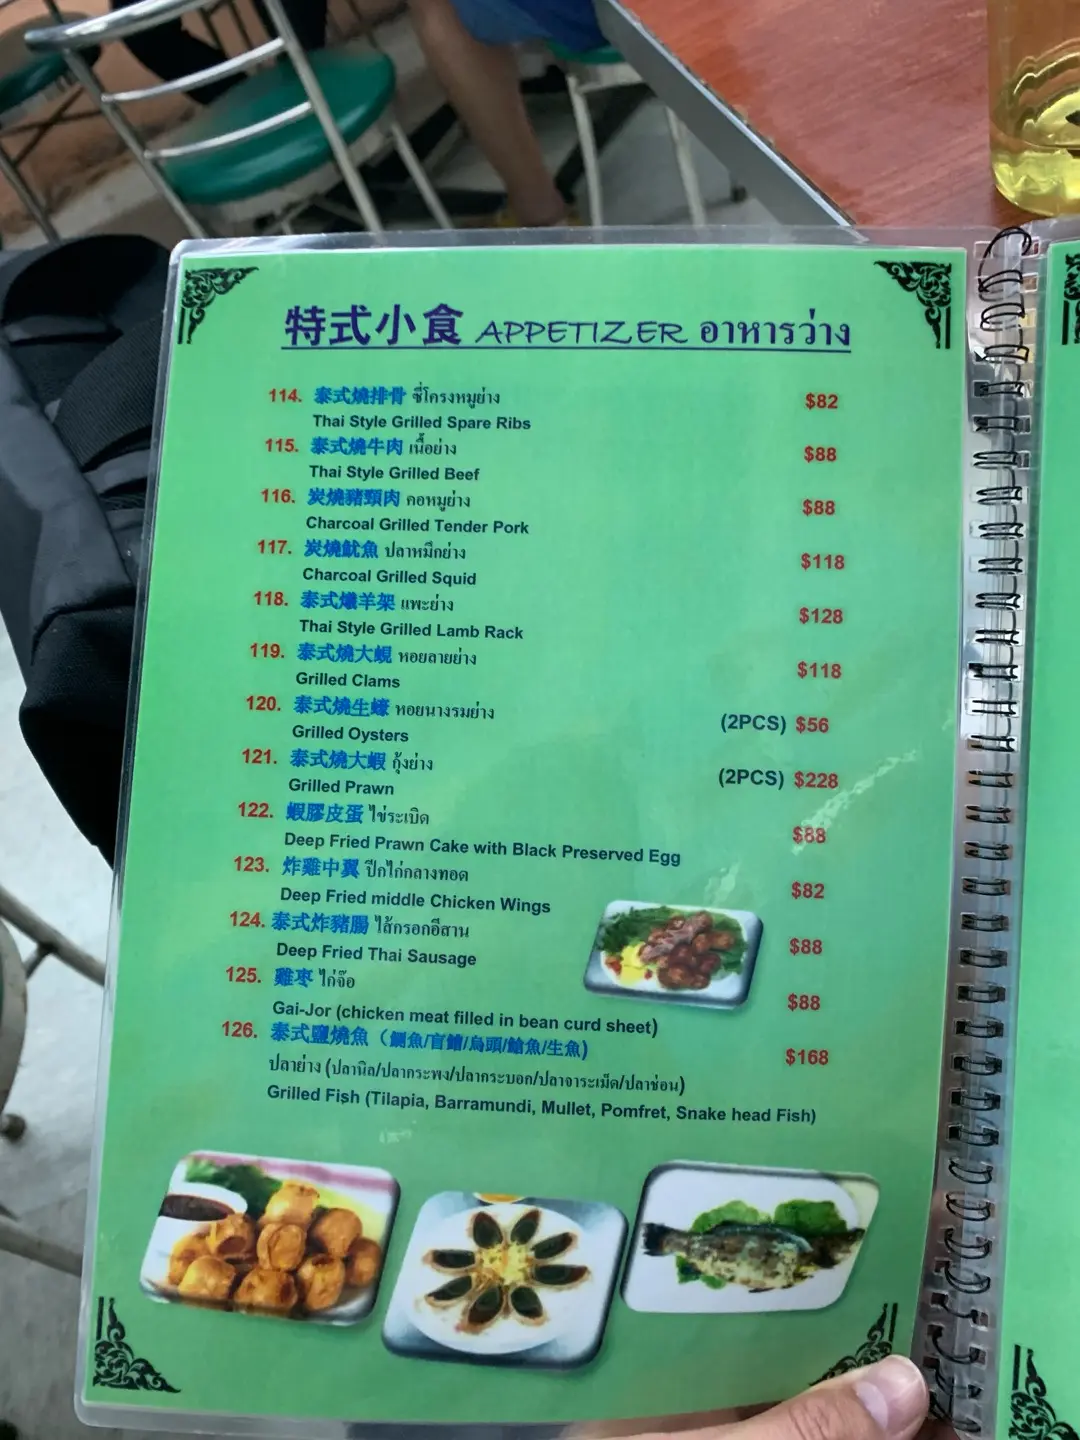 特式小食 APPETIZER อาหารว่าง
114. 泰式燒排骨 ซี่โครงหมูย่าง $82
Thai Style Grilled Spare Ribs
115. 泰式燒牛肉 เนื้อย่าง $88
Thai Style Grilled Beef
116. 炭燒豬頸肉 คอหมูย่าง $88
Charcoal Grilled Tender Pork
117. 炭燒魷魚 ปลาหมึกย่าง $118
Charcoal Grilled Squid
118. 泰式燶羊架 แพะย่าง $128
Thai Style Grilled Lamb Rack
119. 泰式燒大蜆 หอยลายย่าง $118
Grilled Clams
120. 泰式燒生蠔 หอยนางรมย่าง (2PCS) $56
Grilled Oysters
121. 泰式燒大蝦 กุ้งย่าง (2PCS) $228
Grilled Prawn
122. 蝦膠皮蛋 ไข่ระเบิด $88
Deep Fried Prawn Cake with Black Preserved Egg
123. 炸雞中翼 ปีกไก่กลางทอด $82
Deep Fried middle Chicken Wings
124. 泰式炸豬腸 ไส้กรอกอีสาน $88
Deep Fried Thai Sausage
125. 雞枣 ไก่จ๊อ $88
Gai-Jor (chicken meat filled in bean curd sheet)
126. 泰式鹽燒魚（鯽魚/盲鰽/烏頭/鯧魚/生魚) $168
ปลาย่าง (ปลานิล/ปลากระพง/ปลากระบอก/ปลาจาระเม็ด/ปลาช่อน)
Grilled Fish (Tilapia, Barramundi, Mullet, Pomfret, Snake head Fish)